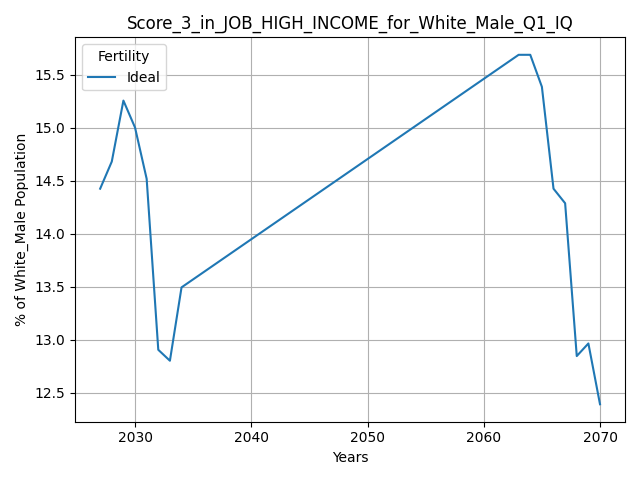 Score_3_in_JOB_HIGH_INCOME_for_White_Male_Q1_IQ
Fertility
Ideal
% of White_Male Population
15.5
15.0
14.5
14.0
13.5
13.0
12.5
2030 2040 2050 2060 2070
Years